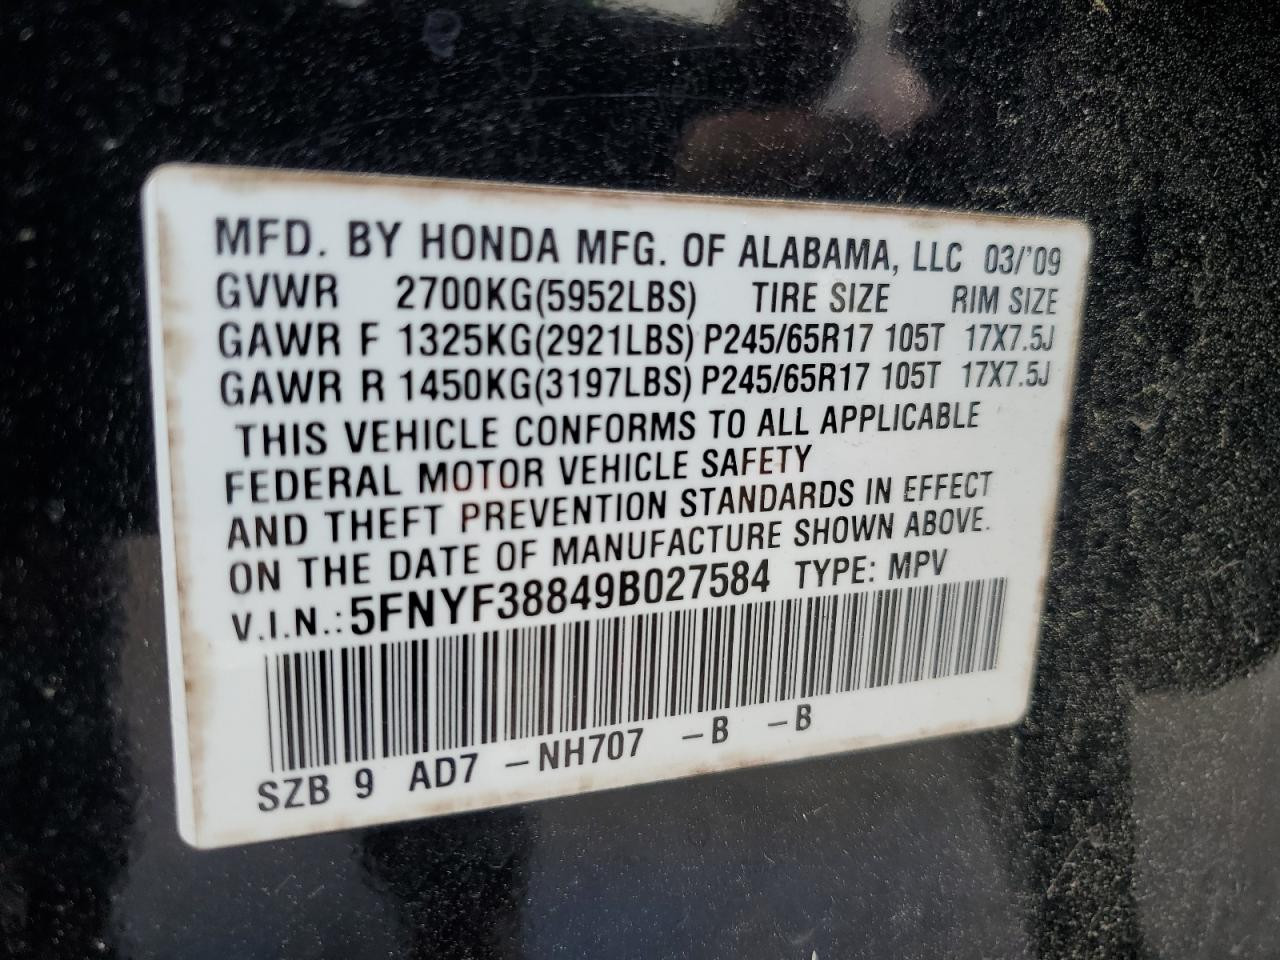 MFD. BY HONDA MFG. OF ALABAMA, LLC 03/'09
GVWR 2700KG(5952LBS) TIRE SIZE RIM SIZE
GAWR F 1325KG(2921LBS) P245/65R17 105T 17X7.5J
GAWR R 1450KG(3197LBS) P245/65R17 105T 17X7.5J
THIS VEHICLE CONFORMS TO ALL APPLICABLE
FEDERAL MOTOR VEHICLE SAFETY
AND THEFT PREVENTION STANDARDS IN EFFECT
ON THE DATE OF MANUFACTURE SHOWN ABOVE.
V.I.N.: 5FNYF38849B027584 TYPE: MPV
SZB 9 AD7 -NH707 -B -B